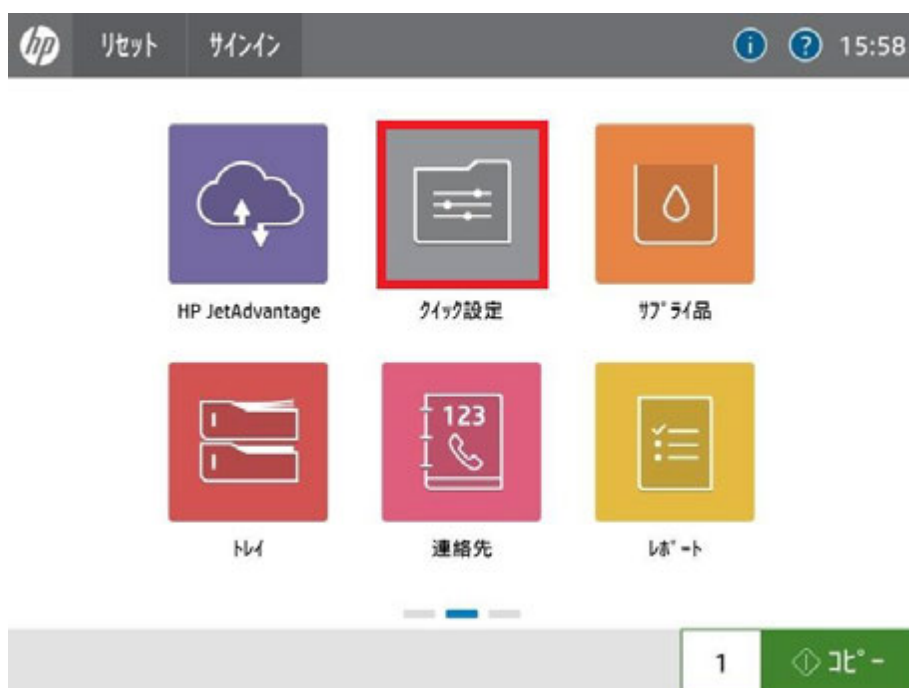 hp リセット サインイン i ? 15:58
HP JetAdvantage クイック設定 サプライ品
123
トレイ 連絡先 レポート
1 コピー